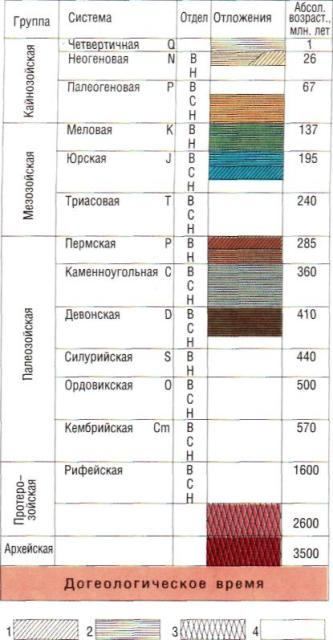 Группа Система Отдел Отложения Абсол. возраст., млн. лет
Кайнозойская
Четвертичная Q 1
Неогеновая N В Н 26
Палеогеновая P В С Н 67
Мезозойская
Меловая K В Н 137
Юрская J В С Н 195
Триасовая T В С Н 240
Палеозойская
Пермская P В Н 285
Каменноугольная C В С Н 360
Девонская D В С Н 410
Силурийская S В Н 440
Ордовикская O В С Н 500
Кембрийская Cm В С Н 570
Протеро-
зойская
Рифейская В С Н 1600
2600
Архейская 3500
Догеологическое время
1 2 3 4